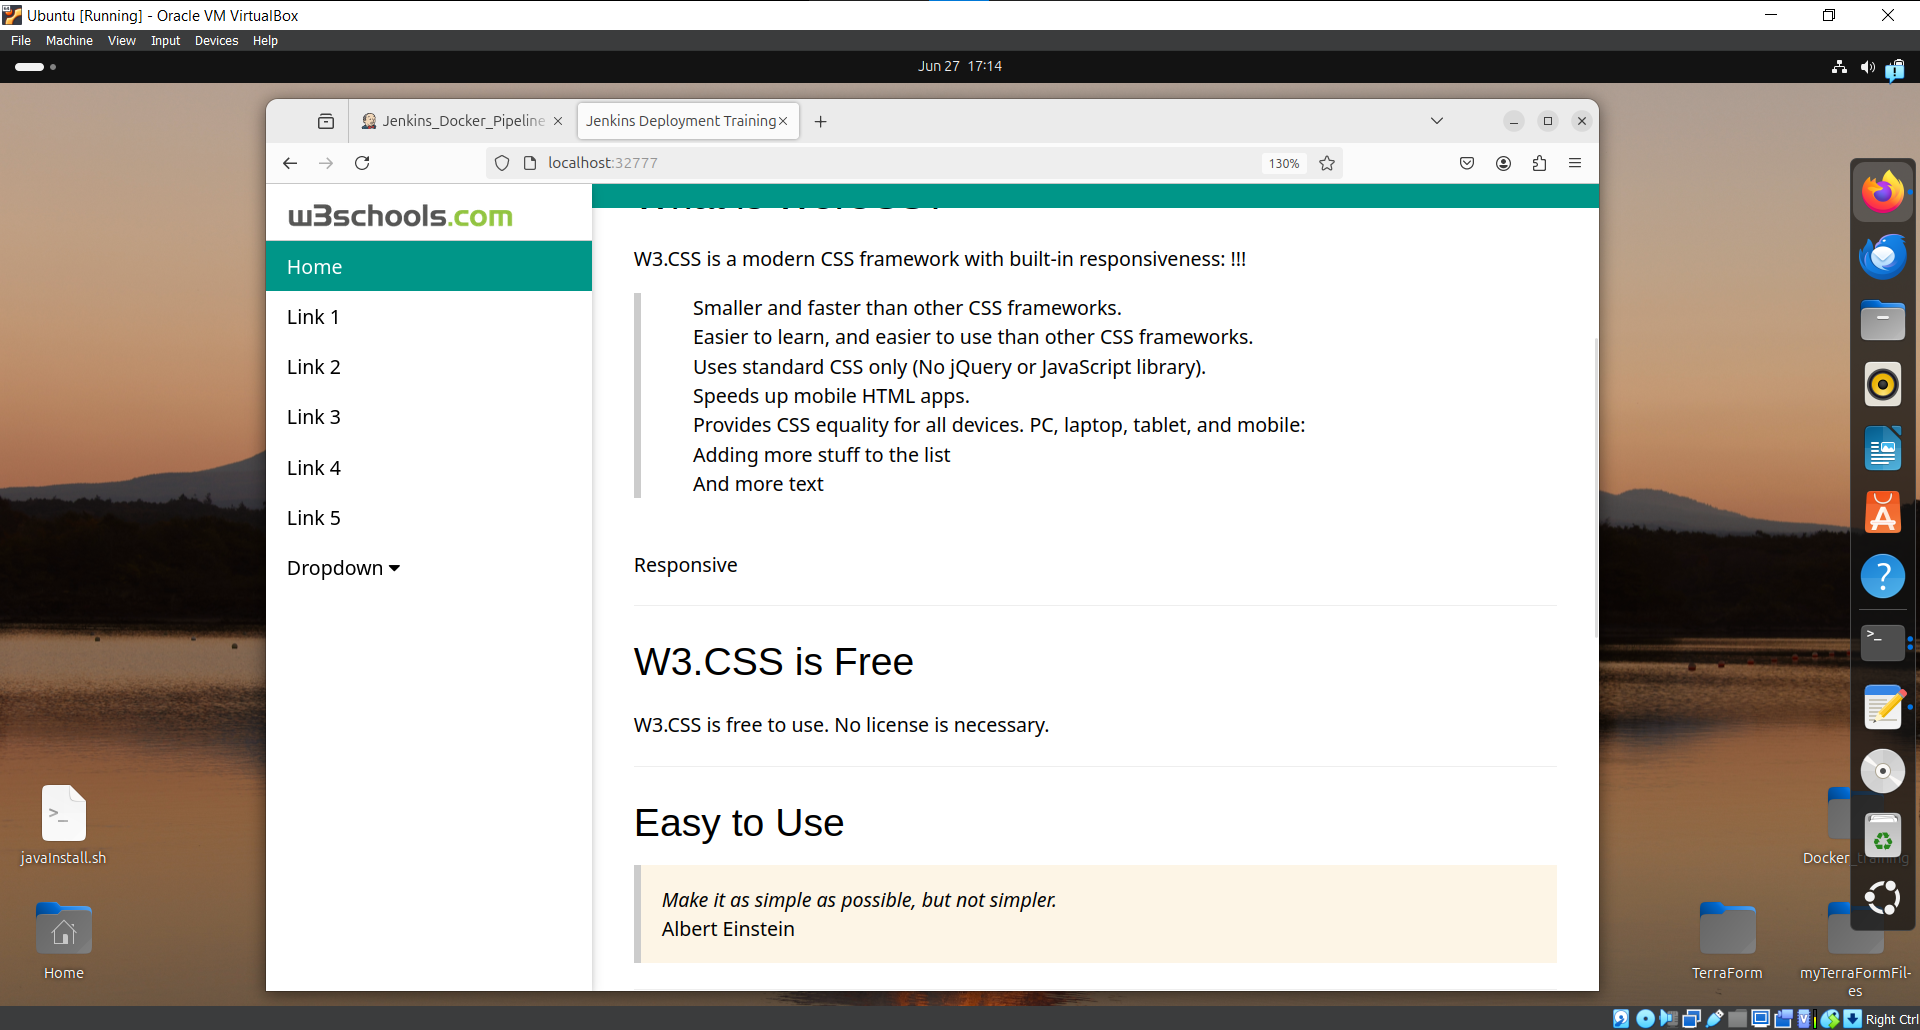 Ubuntu [Running] - Oracle VM VirtualBox
File Machine View Input Devices Help
Jun 27 17:14
Jenkins_Docker_Pipeline
Jenkins Deployment Training
localhost:32777
130%
w3schools.com
Home
Link 1
Link 2
Link 3
Link 4
Link 5
Dropdown
W3.CSS is a modern CSS framework with built-in responsiveness: !!!
Smaller and faster than other CSS frameworks.
Easier to learn, and easier to use than other CSS frameworks.
Uses standard CSS only (No jQuery or JavaScript library).
Speeds up mobile HTML apps.
Provides CSS equality for all devices. PC, laptop, tablet, and mobile:
Adding more stuff to the list
And more text
Responsive
W3.CSS is Free
W3.CSS is free to use. No license is necessary.
Easy to Use
Make it as simple as possible, but not simpler.
Albert Einstein
javaInstall.sh
Home
Docker_training
TerraForm
myTerraFormFil-
es
Right Ctrl